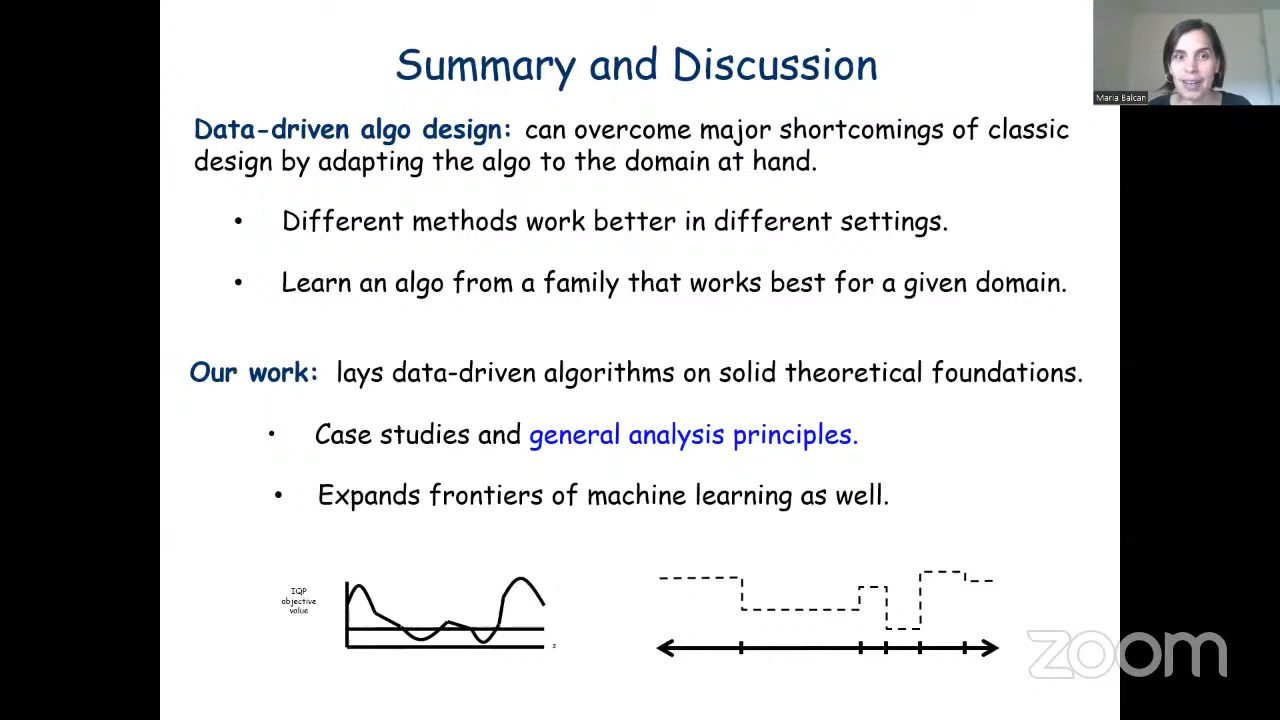 Summary and Discussion
Maria Balcan
Data-driven algo design: can overcome major shortcomings of classic
design by adapting the algo to the domain at hand.
• Different methods work better in different settings.
• Learn an algo from a family that works best for a given domain.
Our work: lays data-driven algorithms on solid theoretical foundations.
• Case studies and general analysis principles.
• Expands frontiers of machine learning as well.
IQP
objective
value
s
zoom